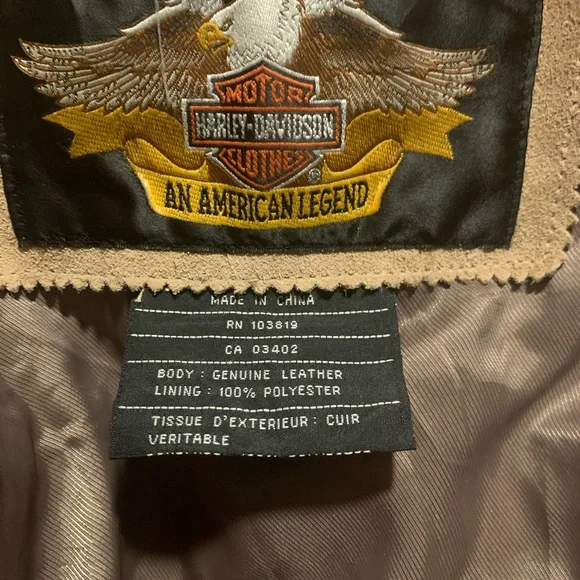 MOTOR
HARLEY-DAVIDSON
CLOTHES
®
AN AMERICAN LEGEND
MADE IN CHINA
RN 103819
CA 03402
BODY : GENUINE LEATHER
LINING : 100% POLYESTER
TISSUE D'EXTERIEUR : CUIR
VERITABLE